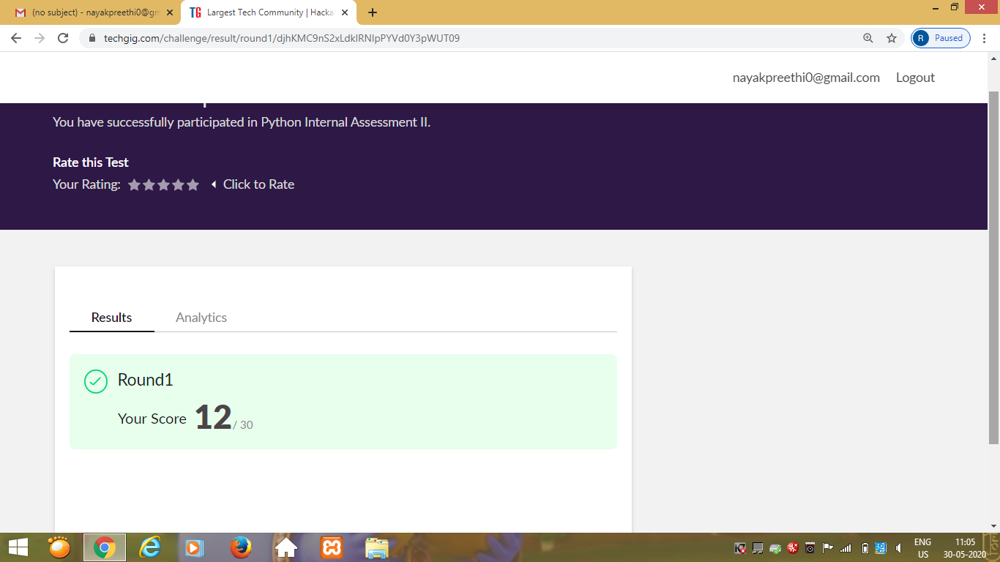 (no subject) - nayakpreethi0@gm
TG Largest Tech Community | Hacka
techgig.com/challenge/result/round1/djhKMC9nS2xLdklRNlpPYVd0Y3pWUT09
R Paused
nayakpreethi0@gmail.com Logout
You have successfully participated in Python Internal Assessment II.
Rate this Test
Your Rating: Click to Rate
Results Analytics
Round1
Your Score 12 / 30
ENG 11:05
US 30-05-2020